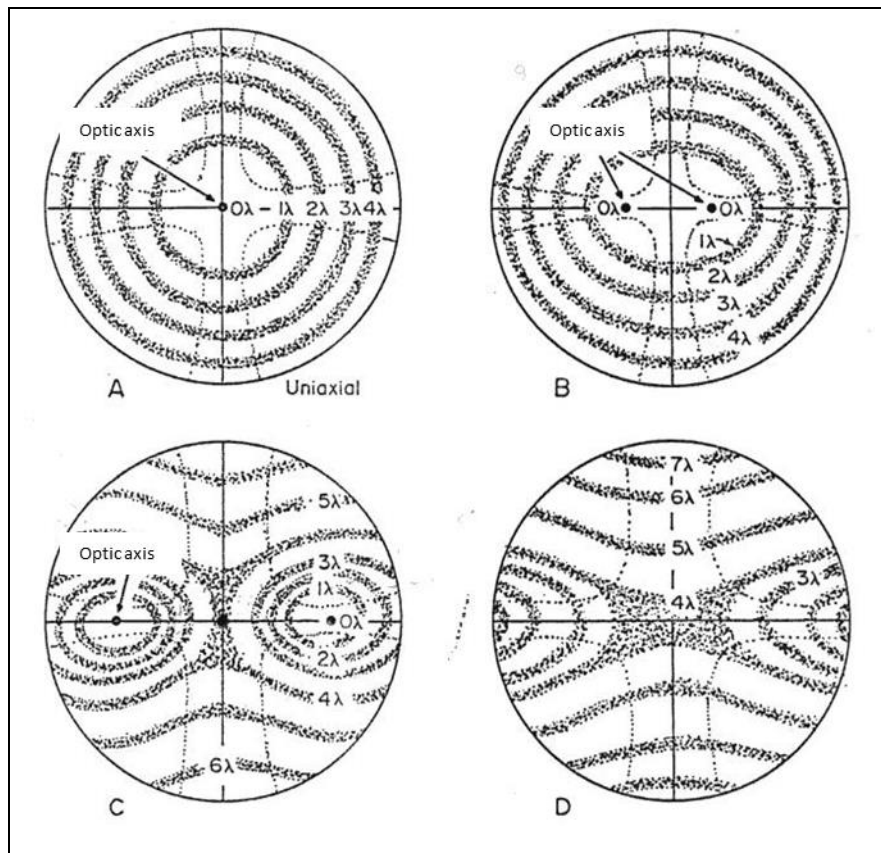 Optic axis
0λ 1λ 2λ 3λ 4λ
A
Uniaxial
Optic axis
0λ 0λ
1λ
2λ
3λ
4λ
B
5λ
Optic axis
3λ
1λ
0λ
2λ
4λ
6λ
C
7λ
6λ
5λ
3λ
4λ
D